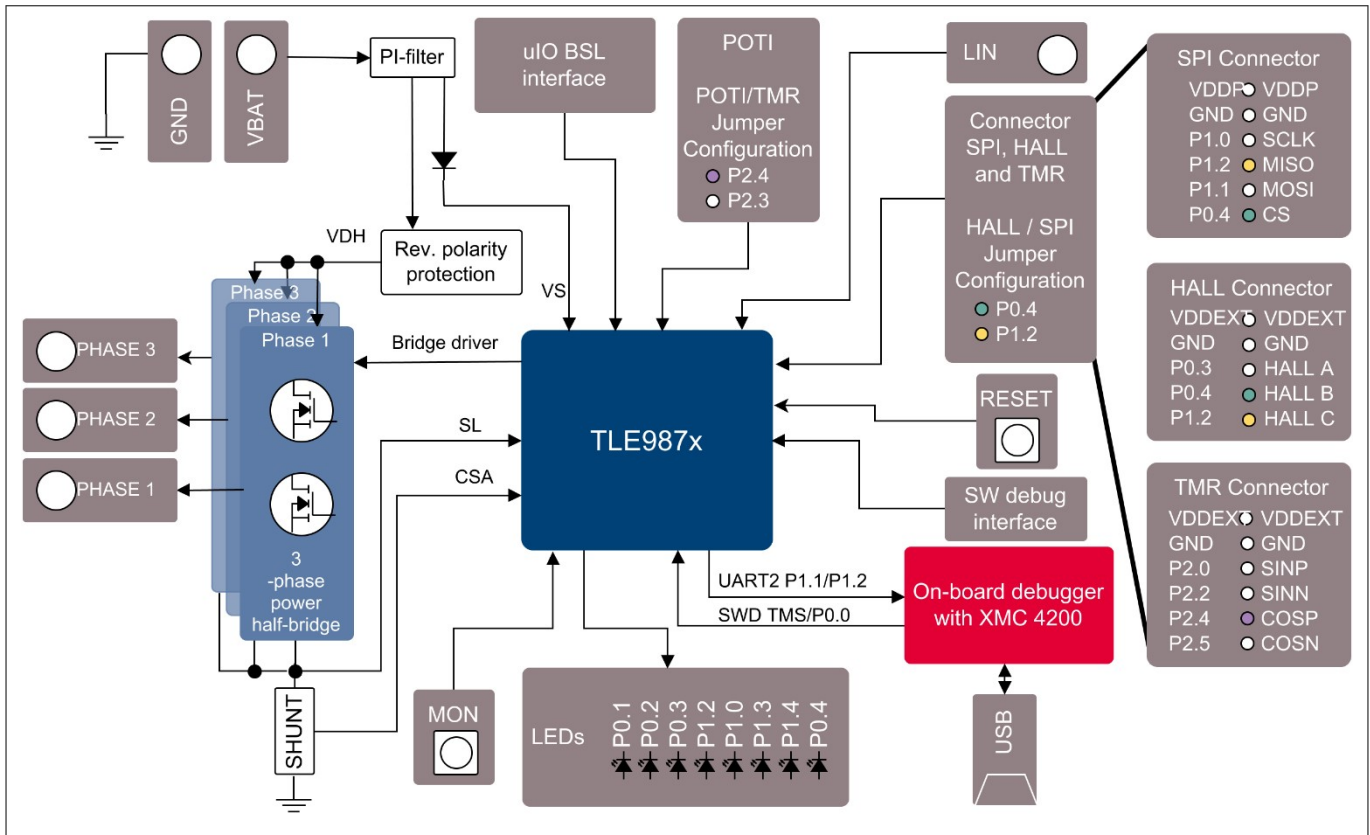 GND
VBAT
PI-filter
uIO BSL
interface
POTI
POTI/TMR
Jumper
Configuration
P2.4
P2.3
LIN
Connector
SPI, HALL
and TMR
HALL / SPI
Jumper
Configuration
P0.4
P1.2
SPI Connector
VDDP VDDP
GND GND
P1.0 SCLK
P1.2 MISO
P1.1 MOSI
P0.4 CS
HALL Connector
VDDEXT VDDEXT
GND GND
P0.3 HALL A
P0.4 HALL B
P1.2 HALL C
TMR Connector
VDDEXT VDDEXT
GND GND
P2.0 SINP
P2.2 SINN
P2.4 COSP
P2.5 COSN
VDH
Rev. polarity
protection
VS
Phase 3
Phase 2
Phase 1
PHASE 3
PHASE 2
PHASE 1
Bridge driver
SL
CSA
TLE987x
RESET
SW debug
interface
3
-phase
power
half-bridge
UART2 P1.1/P1.2
SWD TMS/P0.0
On-board debugger
with XMC 4200
SHUNT
MON
LEDs
P0.1
P0.2
P0.3
P1.2
P1.0
P1.3
P1.4
P0.4
USB